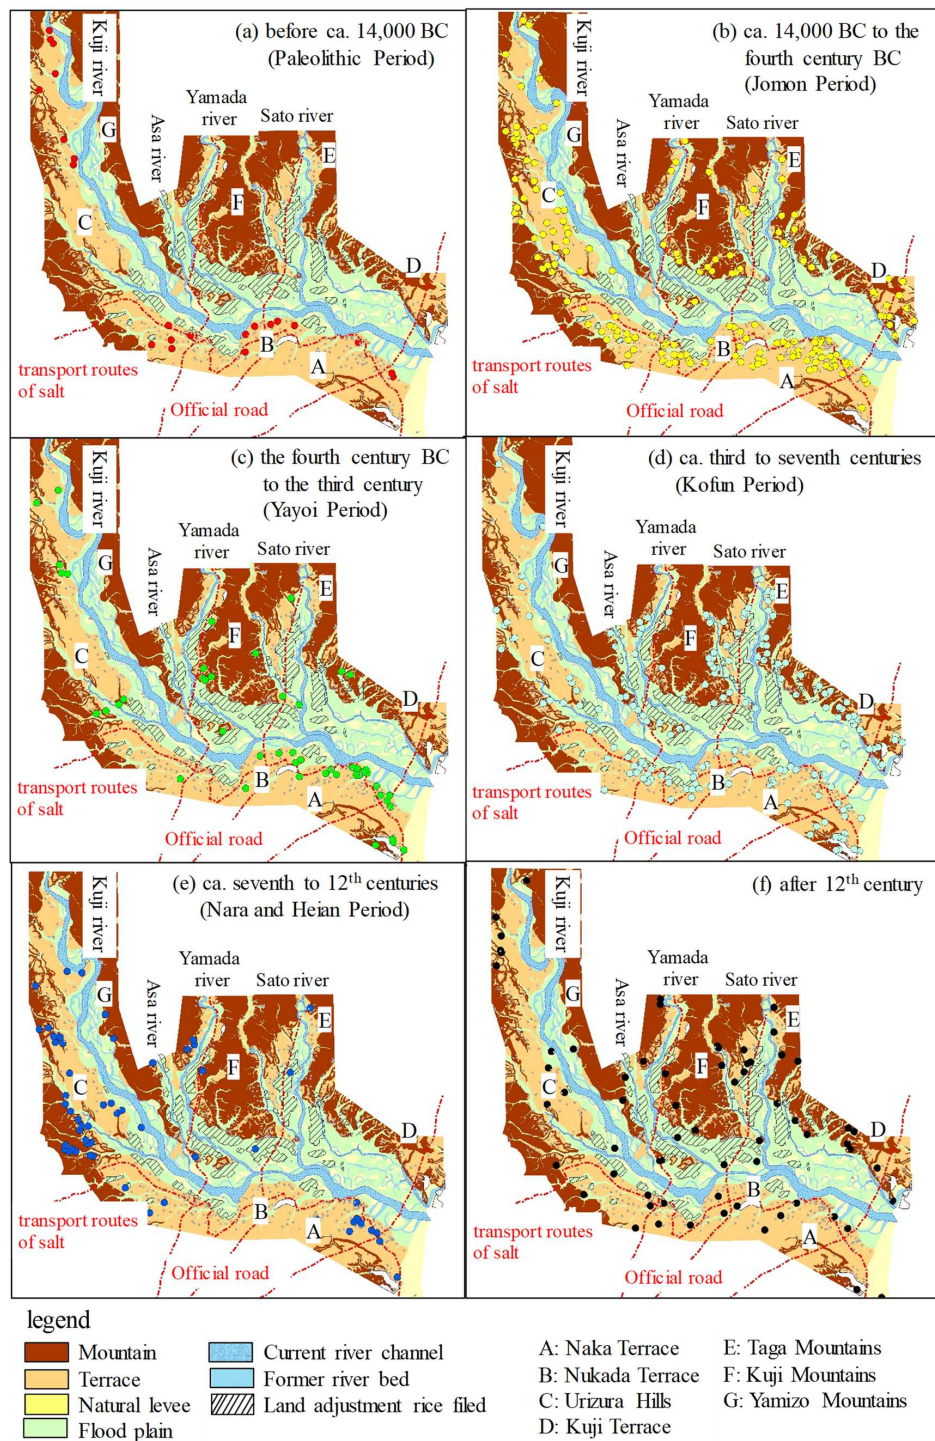 (a) before ca. 14,000 BC
(Paleolithic Period)
Kuji river
G
Yamada
river
Sato river
Asa river
E
F
C
D
B
A
transport routes
of salt
Official road
(b) ca. 14,000 BC to the
fourth century BC
(Jomon Period)
Kuji river
G
Yamada
river
Sato river
Asa river
E
F
C
D
B
A
transport routes
of salt
Official road
(c) the fourth century BC
to the third century
(Yayoi Period)
Kuji river
G
Yamada
river
Sato river
Asa river
E
F
C
D
B
A
transport routes
of salt
Official road
(d) ca. third to seventh centuries
(Kofun Period)
Kuji river
G
Yamada
river
Sato river
Asa river
E
F
C
D
B
A
transport routes
of salt
Official road
(e) ca. seventh to 12th centuries
(Nara and Heian Period)
Kuji river
G
Yamada
river
Sato river
Asa river
E
F
C
D
B
A
transport routes
of salt
Official road
(f) after 12th century
Kuji river
G
Yamada
river
Sato river
Asa river
E
F
C
D
B
A
transport routes
of salt
Official road
legend
Mountain
Terrace
Natural levee
Flood plain
Current river channel
Former river bed
Land adjustment rice filed
A: Naka Terrace
B: Nukada Terrace
C: Urizura Hills
D: Kuji Terrace
E: Taga Mountains
F: Kuji Mountains
G: Yamizo Mountains